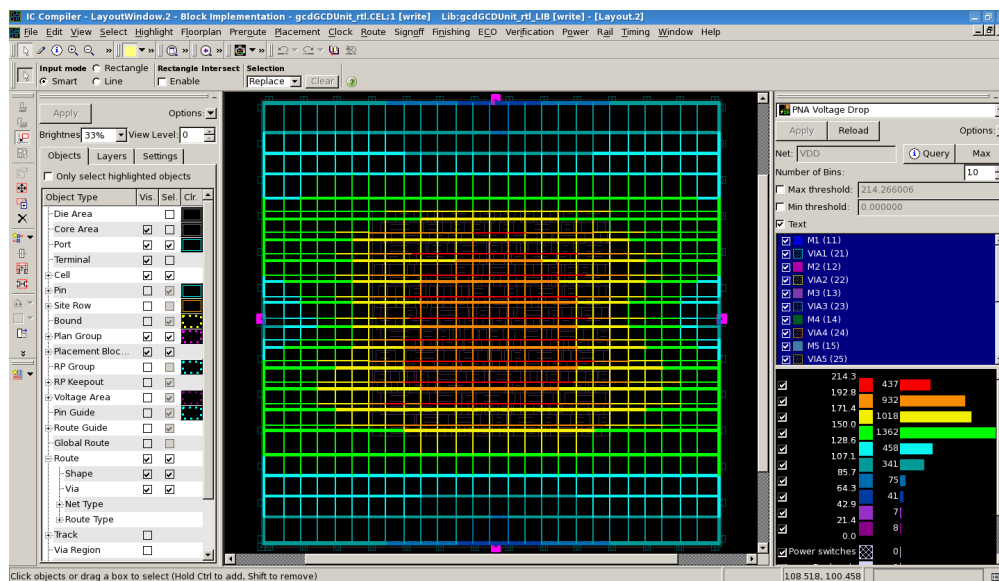 IC Compiler - LayoutWindow.2 - Block Implementation - gcdGCDUnit_rtl.CEL;1 [write]   Lib:gcdGCDUnit_rtl_LIB [write] - [Layout.2]
File Edit View Select Highlight Floorplan Preroute Placement Clock Route Signoff Finishing ECO Verification Power Rail Timing Window Help
Input mode Rectangle Rectangle Intersect Selection
Smart Line Enable Replace Clear
Apply Options:
Brightnes 33% View Level: 0
Objects Layers Settings
Only select highlighted objects
Object Type Vis. Sel. Clr.
Die Area
Core Area
Port
Terminal
Cell
Pin
Site Row
Bound
Plan Group
Placement Bloc...
RP Group
RP Keepout
Voltage Area
Pin Guide
Route Guide
Global Route
Route
Shape
Via
Net Type
Route Type
Track
Via Region
PNA Voltage Drop
Apply Reload Options:
Net: VDD Query Max
Number of Bins: 10
Max threshold: 214.266006
Min threshold: 0.000000
Text
M1 (11)
VIA1 (21)
M2 (12)
VIA2 (22)
M3 (13)
VIA3 (23)
M4 (14)
VIA4 (24)
M5 (15)
VIA5 (25)
214.3
437
192.8
932
171.4
1018
150.0
1362
128.6
458
107.1
341
85.7
75
64.3
41
42.9
7
21.4
8
0.0
Power switches 0
Click objects or drag a box to select (Hold Ctrl to add, Shift to remove)
108.518, 100.458